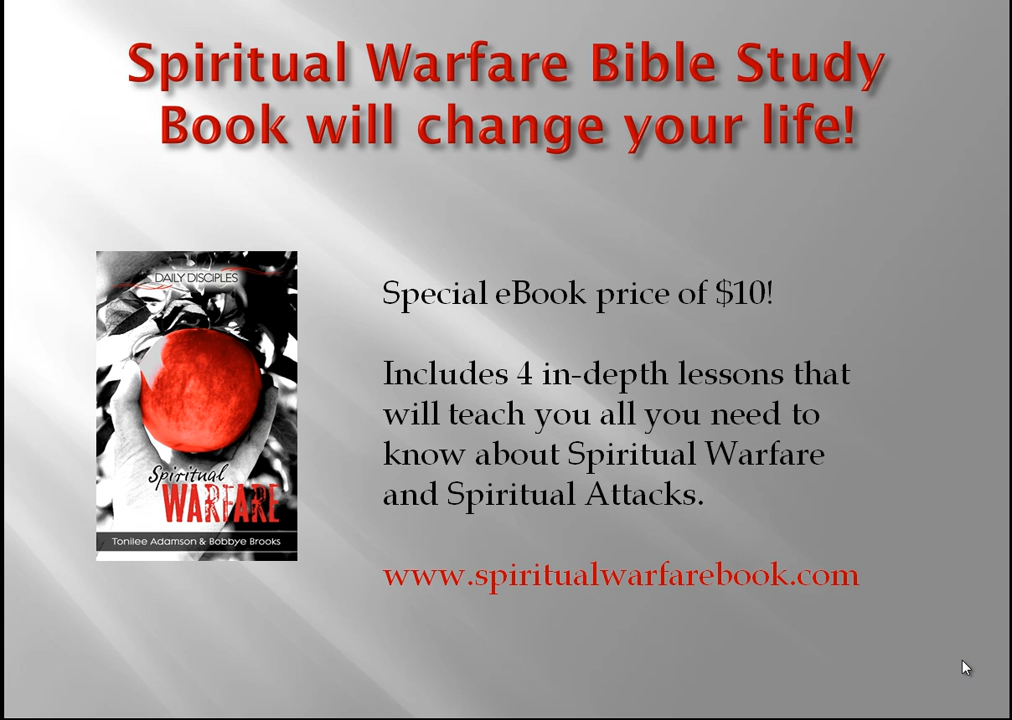 Spiritual Warfare Bible Study
Book will change your life!
DAILY DISCIPLES
Spiritual
WARFARE
Tonilee Adamson & Bobbye Brooks
Special eBook price of $10!
Includes 4 in-depth lessons that
will teach you all you need to
know about Spiritual Warfare
and Spiritual Attacks.
www.spiritualwarfarebook.com